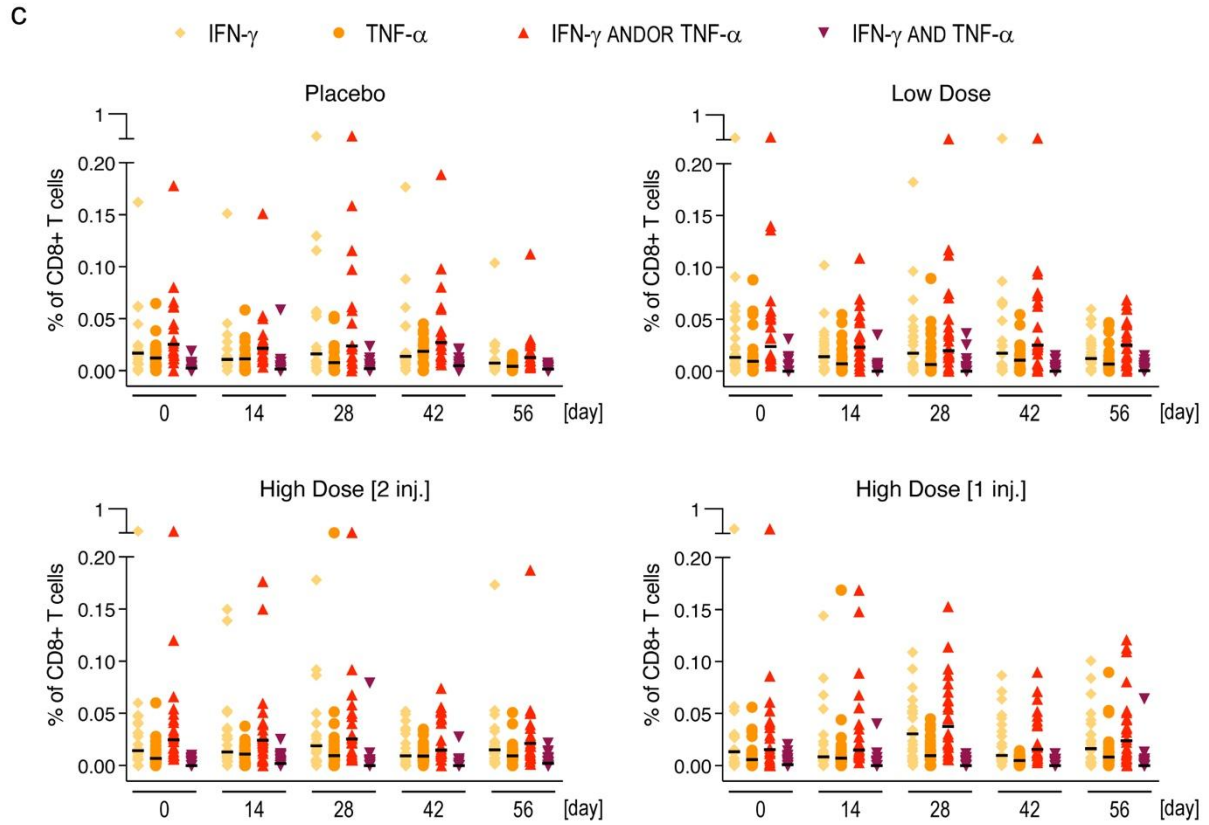 c
IFN-γ TNF-α IFN-γ ANDOR TNF-α IFN-γ AND TNF-α
Placebo
1
0.20
0.15
0.10
0.05
0.00
% of CD8+ T cells
0 14 28 42 56 [day]
Low Dose
1
0.20
0.15
0.10
0.05
0.00
% of CD8+ T cells
0 14 28 42 56 [day]
High Dose [2 inj.]
1
0.20
0.15
0.10
0.05
0.00
% of CD8+ T cells
0 14 28 42 56 [day]
High Dose [1 inj.]
1
0.20
0.15
0.10
0.05
0.00
% of CD8+ T cells
0 14 28 42 56 [day]